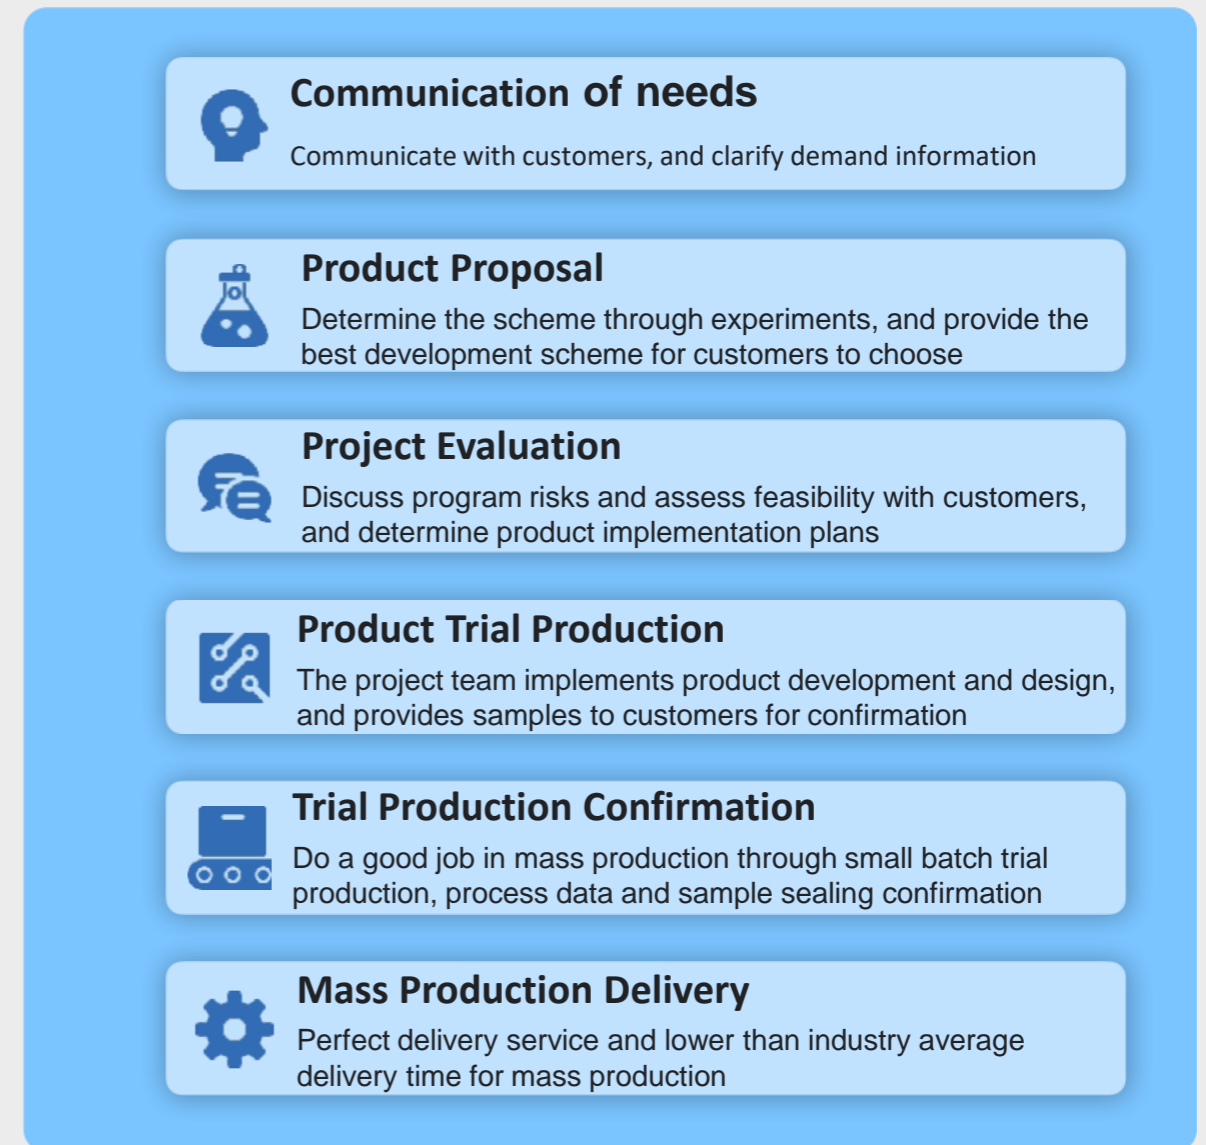 Communication of needs
Communicate with customers, and clarify demand information
Product Proposal
Determine the scheme through experiments, and provide the
best development scheme for customers to choose
Project Evaluation
Discuss program risks and assess feasibility with customers,
and determine product implementation plans
Product Trial Production
The project team implements product development and design,
and provides samples to customers for confirmation
Trial Production Confirmation
Do a good job in mass production through small batch trial
production, process data and sample sealing confirmation
Mass Production Delivery
Perfect delivery service and lower than industry average
delivery time for mass production